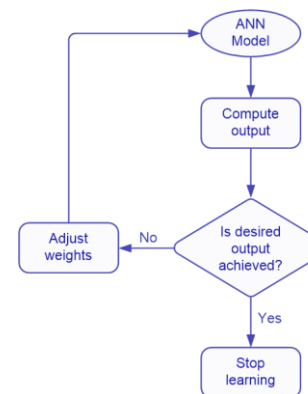 ANN
Model
Compute
output
Is desired
output
achieved?
No
Adjust
weights
Yes
Stop
learning